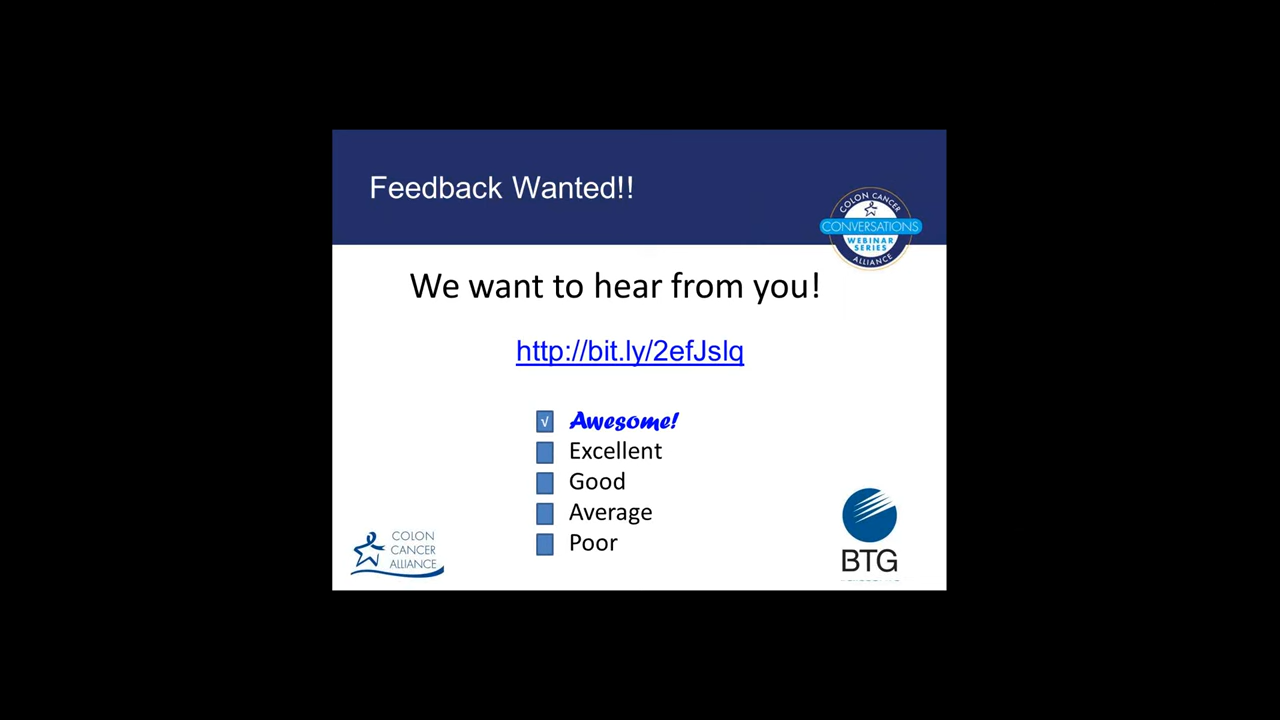 Feedback Wanted!!
COLON CANCER
CONVERSATIONS
WEBINAR
SERIES
ALLIANCE
We want to hear from you!
http://bit.ly/2efJslq
√ Awesome!
Excellent
Good
Average
Poor
COLON
CANCER
ALLIANCE
BTG